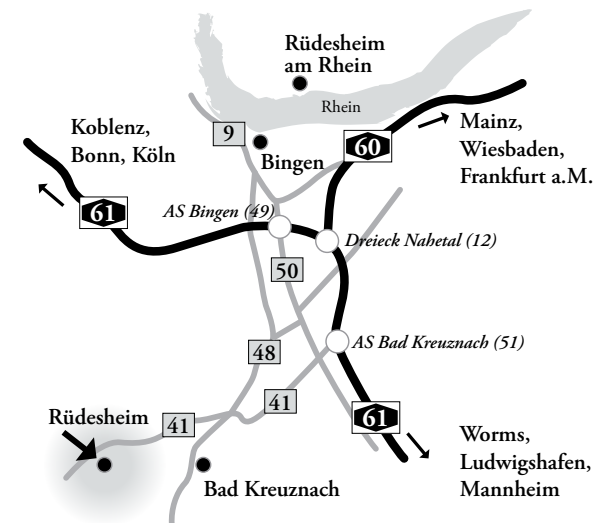 Rüdesheim
am Rhein
Rhein
9
Koblenz,
Bonn, Köln
Bingen
60
Mainz,
Wiesbaden,
Frankfurt a.M.
61
AS Bingen (49)
Dreieck Nahetal (12)
50
AS Bad Kreuznach (51)
48
41
41
61
Rüdesheim
Worms,
Ludwigshafen,
Mannheim
Bad Kreuznach